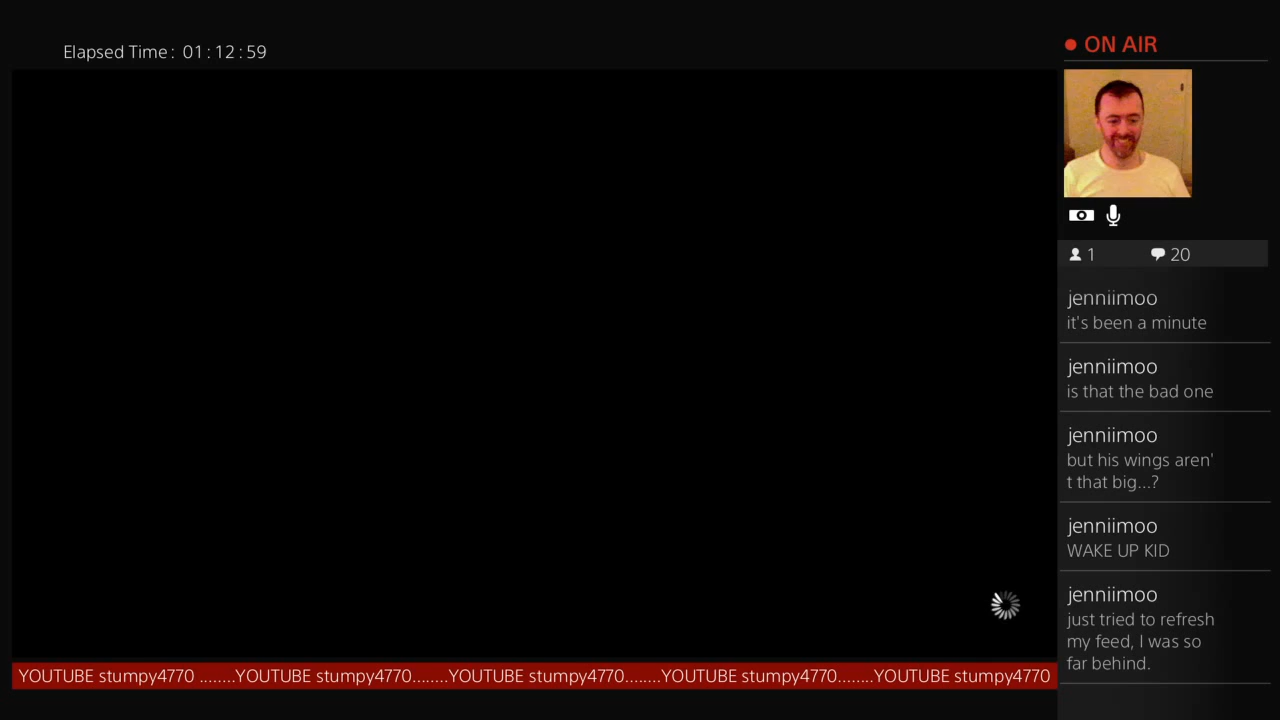 Elapsed Time: 01:12:59
ON AIR
1 20
jenniimoo
it's been a minute
jenniimoo
is that the bad one
jenniimoo
but his wings aren'
t that big...?
jenniimoo
WAKE UP KID
jenniimoo
just tried to refresh
my feed, I was so
far behind.
YOUTUBE stumpy4770 ........YOUTUBE stumpy4770........YOUTUBE stumpy4770........YOUTUBE stumpy4770........YOUTUBE stumpy4770